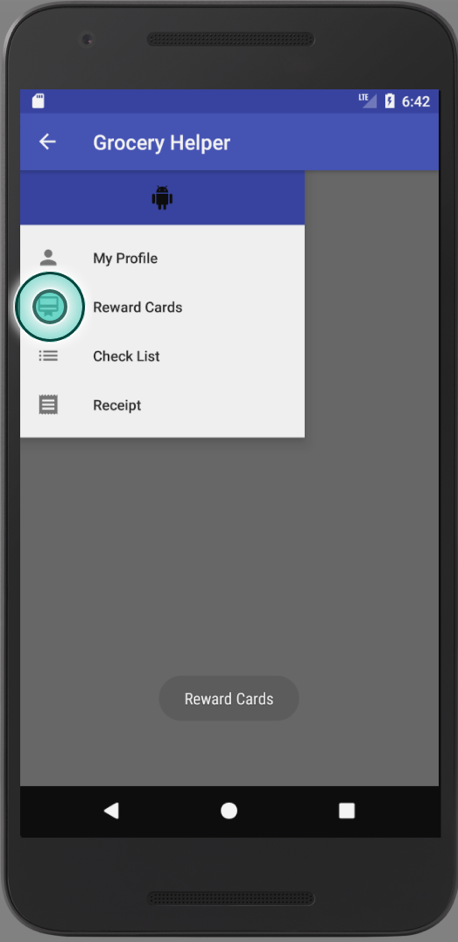 LTE 6:42
Grocery Helper
My Profile
Reward Cards
Check List
Receipt
Reward Cards